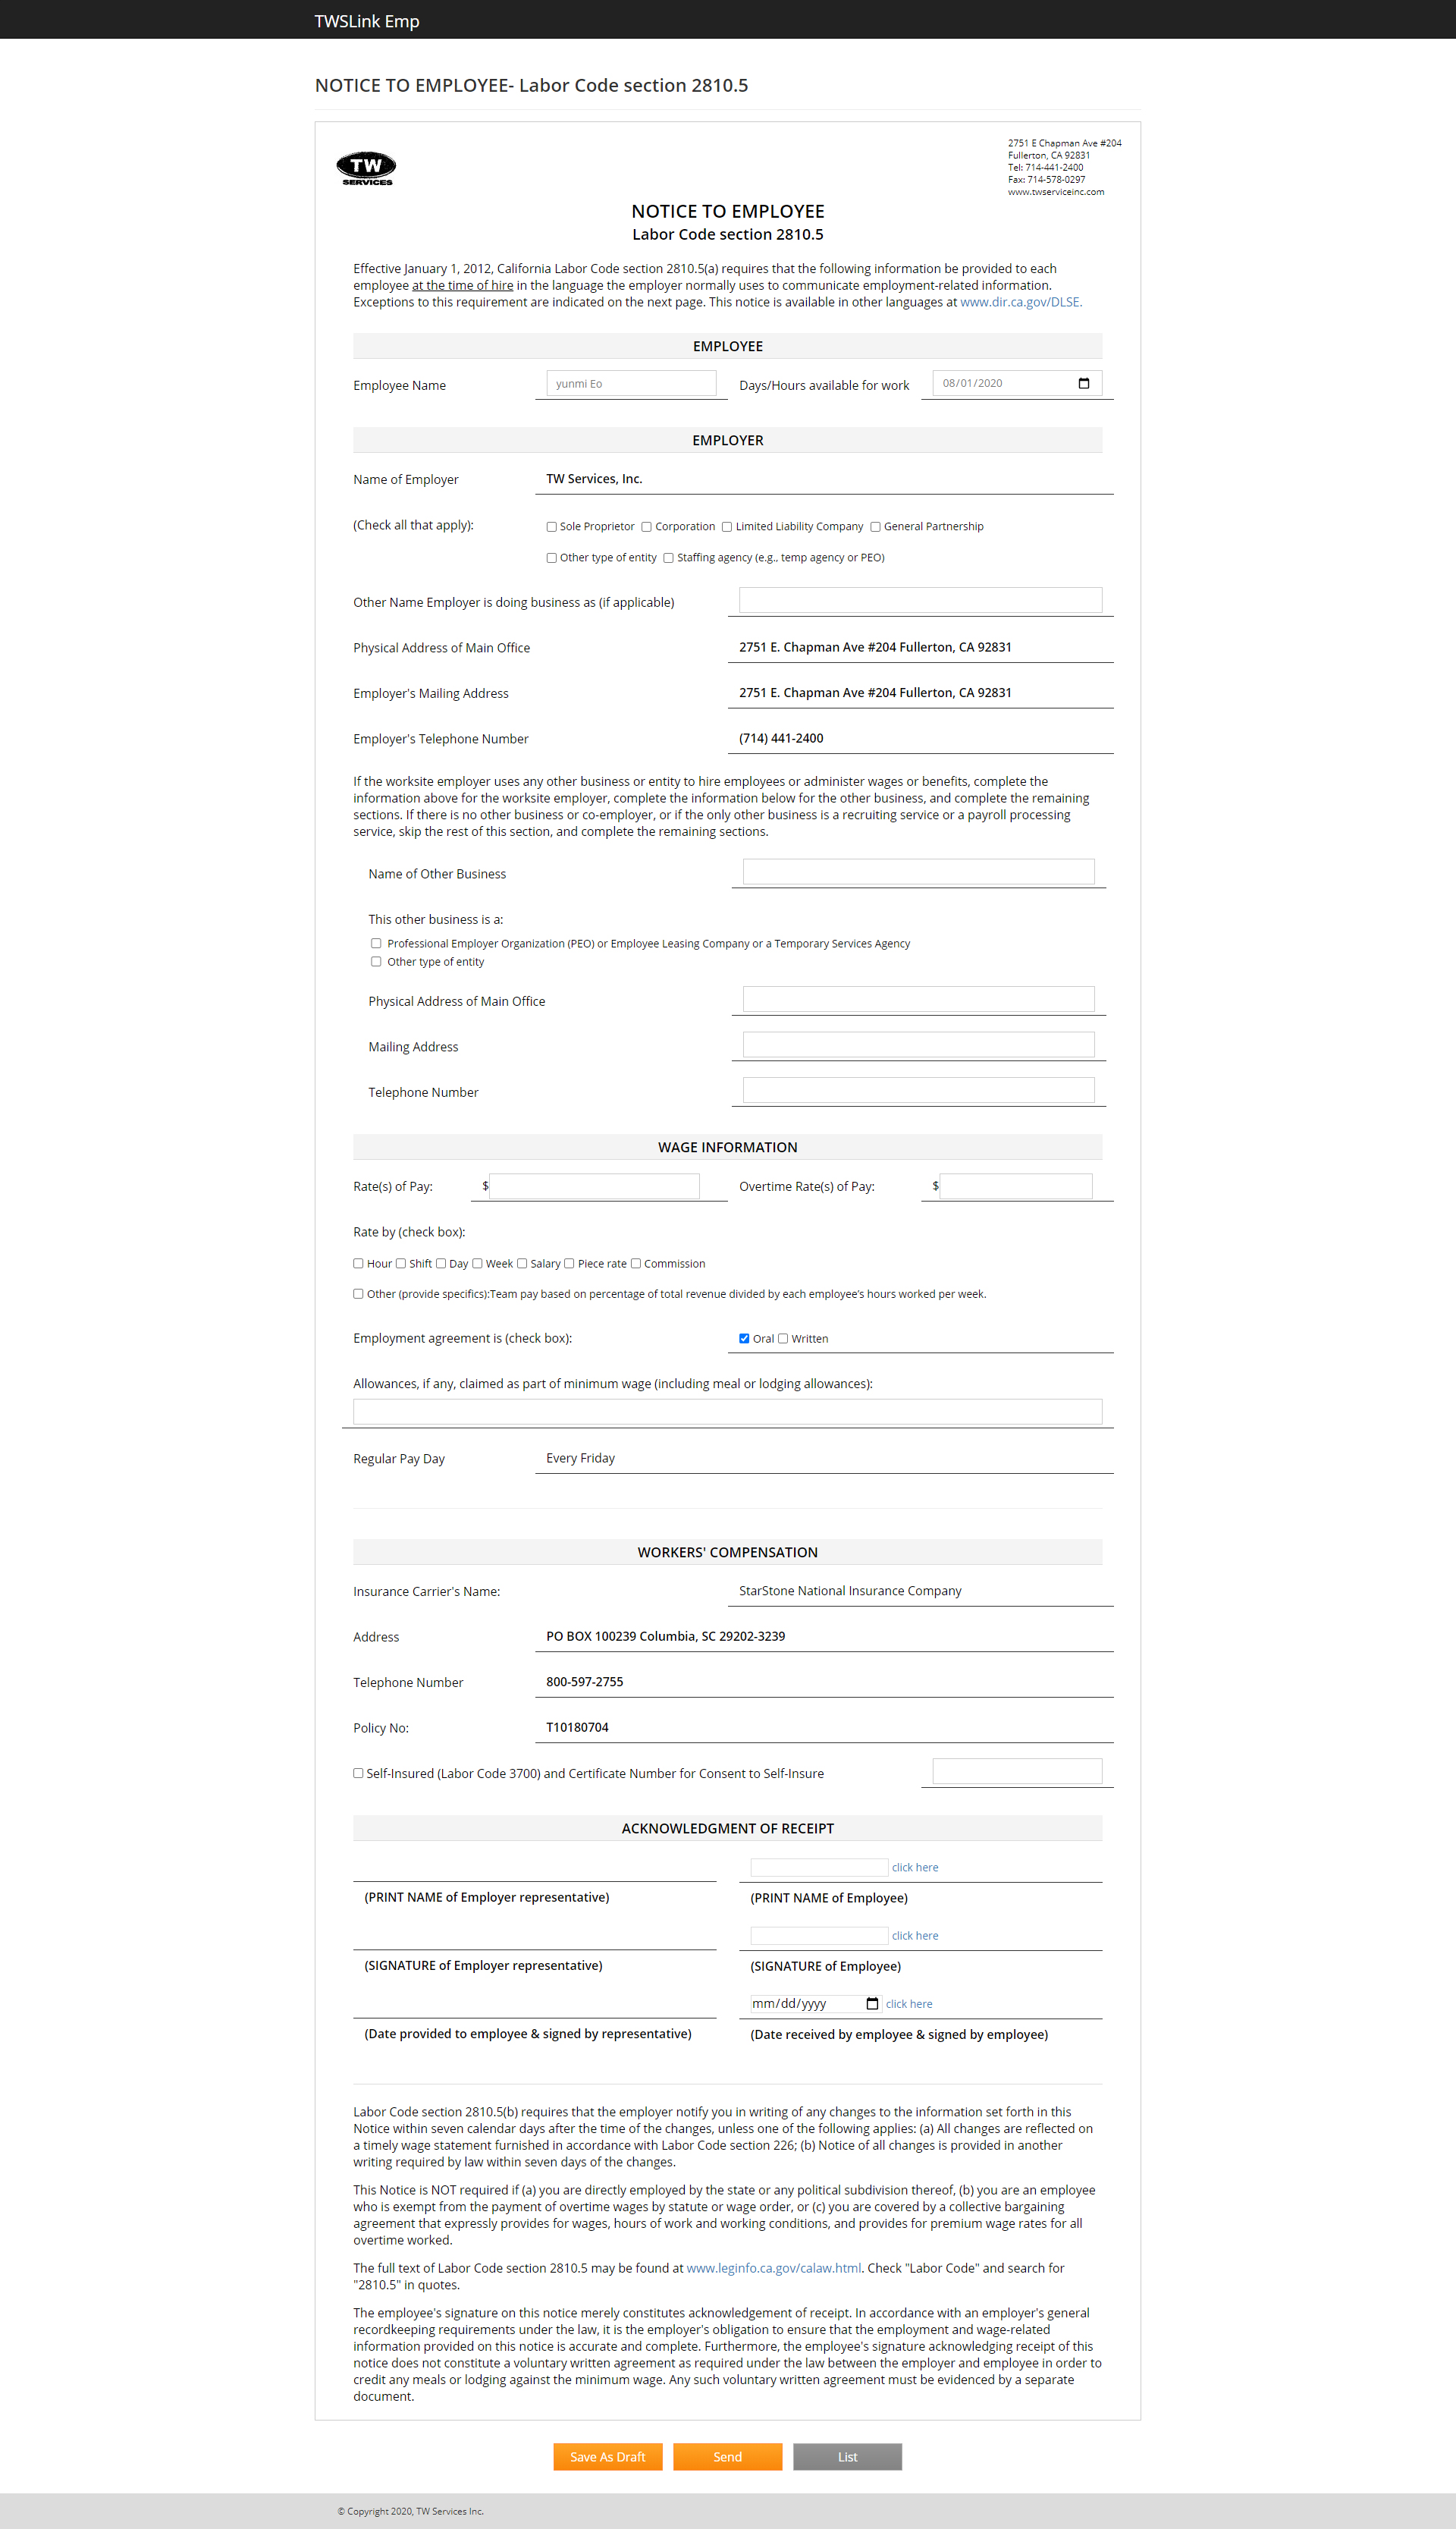 TWSLink Emp
NOTICE TO EMPLOYEE- Labor Code section 2810.5
TW
SERVICES
2751 E Chapman Ave #204
Fullerton, CA 92831
Tel: 714-441-2400
Fax: 714-578-0297
www.twserviceinc.com
NOTICE TO EMPLOYEE
Labor Code section 2810.5
Effective January 1, 2012, California Labor Code section 2810.5(a) requires that the following information be provided to each
employee at the time of hire in the language the employer normally uses to communicate employment-related information.
Exceptions to this requirement are indicated on the next page. This notice is available in other languages at www.dir.ca.gov/DLSE.
EMPLOYEE
Employee Name yunmi Eo Days/Hours available for work 08/01/2020
EMPLOYER
Name of Employer TW Services, Inc.
(Check all that apply): Sole Proprietor Corporation Limited Liability Company General Partnership
Other type of entity Staffing agency (e.g., temp agency or PEO)
Other Name Employer is doing business as (if applicable)
Physical Address of Main Office 2751 E. Chapman Ave #204 Fullerton, CA 92831
Employer's Mailing Address 2751 E. Chapman Ave #204 Fullerton, CA 92831
Employer's Telephone Number (714) 441-2400
If the worksite employer uses any other business or entity to hire employees or administer wages or benefits, complete the
information above for the worksite employer, complete the information below for the other business, and complete the remaining
sections. If there is no other business or co-employer, or if the only other business is a recruiting service or a payroll processing
service, skip the rest of this section, and complete the remaining sections.
Name of Other Business
This other business is a:
Professional Employer Organization (PEO) or Employee Leasing Company or a Temporary Services Agency
Other type of entity
Physical Address of Main Office
Mailing Address
Telephone Number
WAGE INFORMATION
Rate(s) of Pay: $ Overtime Rate(s) of Pay: $
Rate by (check box):
Hour Shift Day Week Salary Piece rate Commission
Other (provide specifics):Team pay based on percentage of total revenue divided by each employee's hours worked per week.
Employment agreement is (check box): Oral Written
Allowances, if any, claimed as part of minimum wage (including meal or lodging allowances):
Regular Pay Day Every Friday
WORKERS' COMPENSATION
Insurance Carrier's Name: StarStone National Insurance Company
Address PO BOX 100239 Columbia, SC 29202-3239
Telephone Number 800-597-2755
Policy No: T10180704
Self-Insured (Labor Code 3700) and Certificate Number for Consent to Self-Insure
ACKNOWLEDGMENT OF RECEIPT
click here
(PRINT NAME of Employer representative) (PRINT NAME of Employee)
click here
(SIGNATURE of Employer representative) (SIGNATURE of Employee)
mm/dd/yyyy click here
(Date provided to employee & signed by representative) (Date received by employee & signed by employee)
Labor Code section 2810.5(b) requires that the employer notify you in writing of any changes to the information set forth in this
Notice within seven calendar days after the time of the changes, unless one of the following applies: (a) All changes are reflected on
a timely wage statement furnished in accordance with Labor Code section 226; (b) Notice of all changes is provided in another
writing required by law within seven days of the changes.
This Notice is NOT required if (a) you are directly employed by the state or any political subdivision thereof, (b) you are an employee
who is exempt from the payment of overtime wages by statute or wage order, or (c) you are covered by a collective bargaining
agreement that expressly provides for wages, hours of work and working conditions, and provides for premium wage rates for all
overtime worked.
The full text of Labor Code section 2810.5 may be found at www.leginfo.ca.gov/calaw.html. Check "Labor Code" and search for
"2810.5" in quotes.
The employee's signature on this notice merely constitutes acknowledgement of receipt. In accordance with an employer's general
recordkeeping requirements under the law, it is the employer's obligation to ensure that the employment and wage-related
information provided on this notice is accurate and complete. Furthermore, the employee's signature acknowledging receipt of this
notice does not constitute a voluntary written agreement as required under the law between the employer and employee in order to
credit any meals or lodging against the minimum wage. Any such voluntary written agreement must be evidenced by a separate
document.
Save As Draft Send List
© Copyright 2020, TW Services Inc.